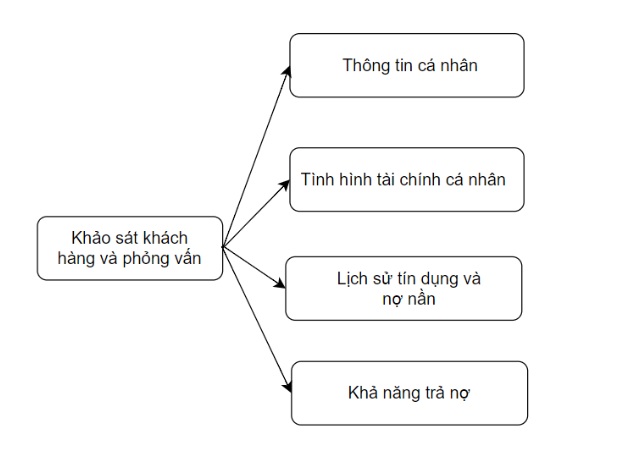 Thông tin cá nhân
Tình hình tài chính cá nhân
Khảo sát khách
hàng và phỏng vấn
Lịch sử tín dụng và
nợ nần
Khả năng trả nợ